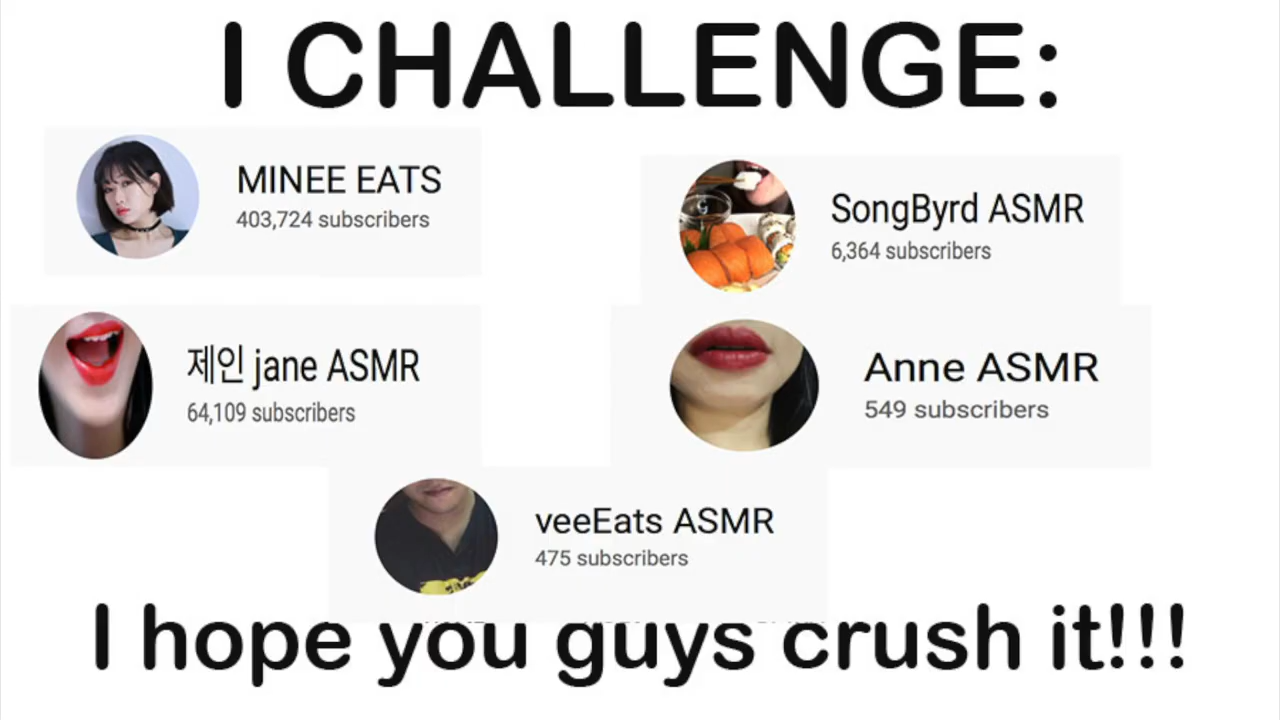 I CHALLENGE:
MINEE EATS
403,724 subscribers
SongByrd ASMR
6,364 subscribers
제인 jane ASMR
64,109 subscribers
Anne ASMR
549 subscribers
veeEats ASMR
475 subscribers
I hope you guys crush it!!!